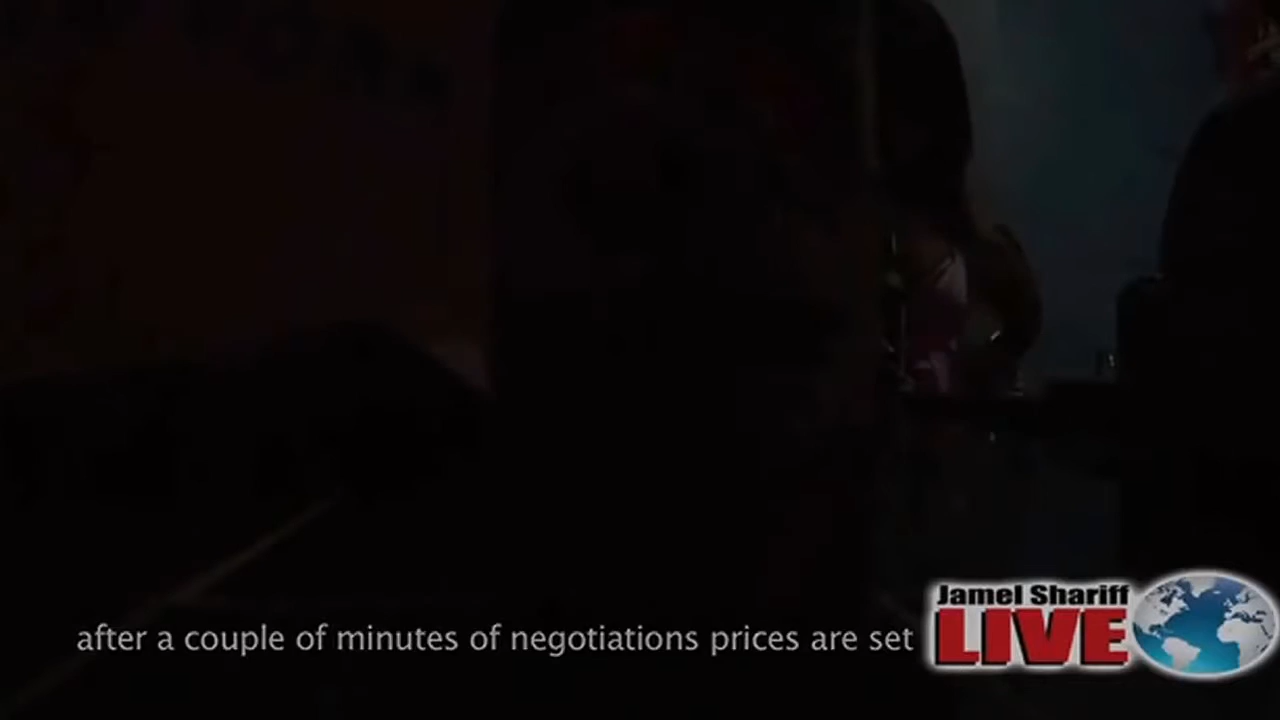 after a couple of minutes of negotiations prices are set
Jamel Shariff
LIVE